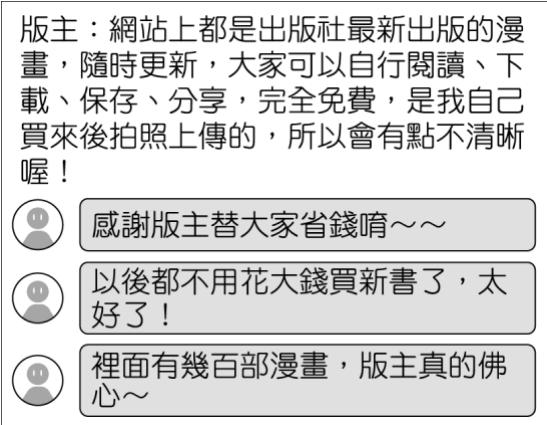 版主：網站上都是出版社最新出版的漫
畫，隨時更新，大家可以自行閱讀、下
載、保存、分享，完全免費，是我自己
買來後拍照上傳的，所以會有點不清晰
喔！
感謝版主替大家省錢唷～～
以後都不用花大錢買新書了，太
好了！
裡面有幾百部漫畫，版主真的佛
心～